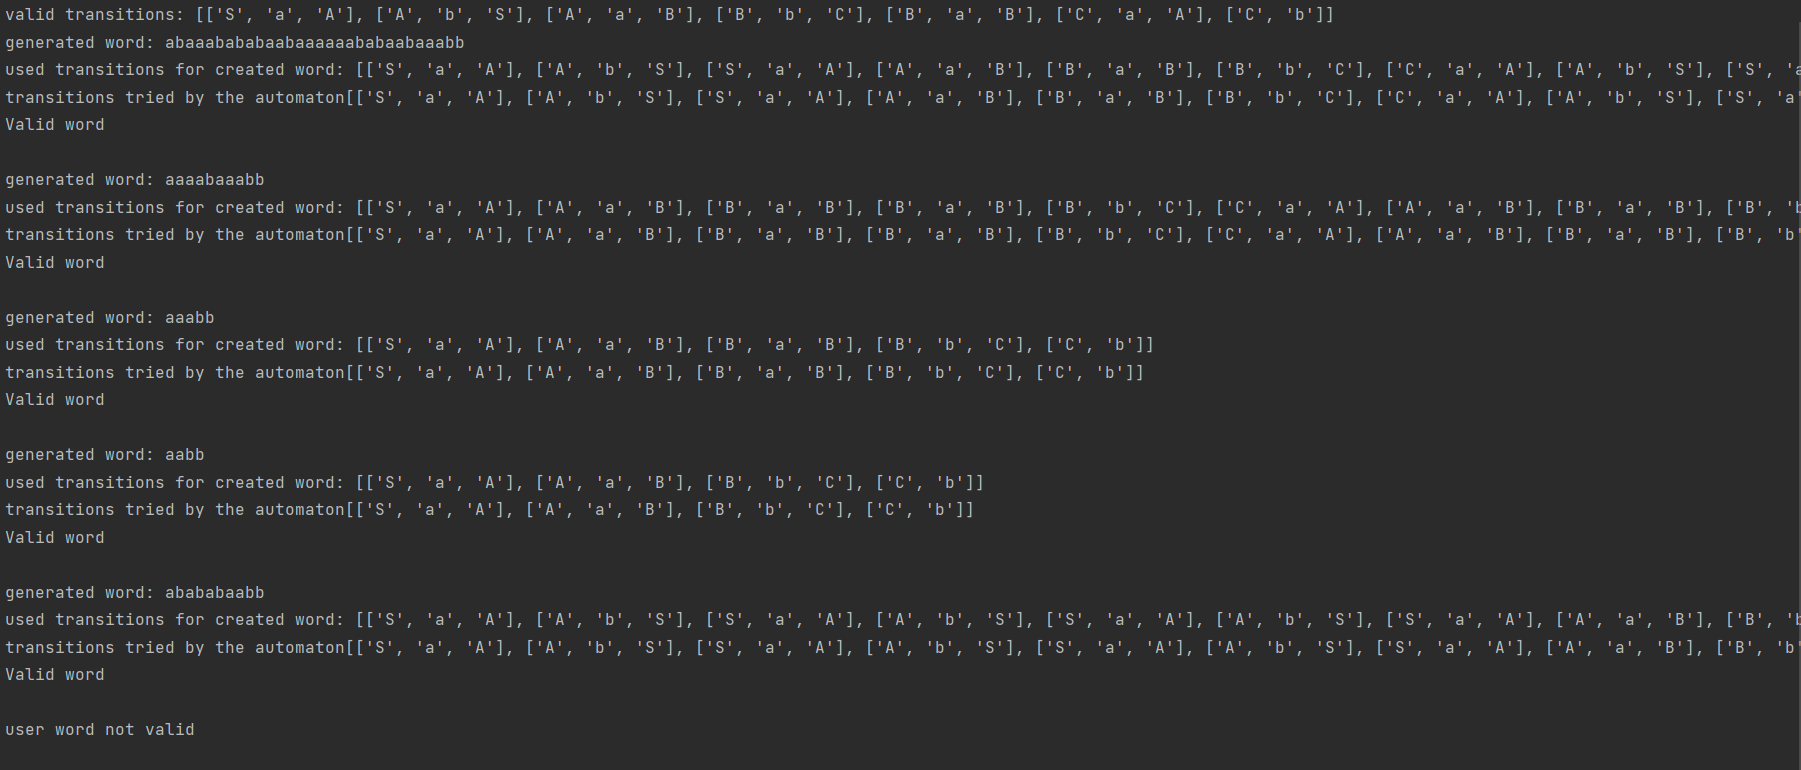 valid transitions: [['S', 'a', 'A'], ['A', 'b', 'S'], ['A', 'a', 'B'], ['B', 'b', 'C'], ['B', 'a', 'B'], ['C', 'a', 'A'], ['C', 'b']]
generated word: abaaabababaabaaaaaababaabaaabb
used transitions for created word: [['S', 'a', 'A'], ['A', 'b', 'S'], ['S', 'a', 'A'], ['A', 'a', 'B'], ['B', 'a', 'B'], ['B', 'b', 'C'], ['C', 'a', 'A'], ['A', 'b', 'S'], ['S', 'a
transitions tried by the automaton[['S', 'a', 'A'], ['A', 'b', 'S'], ['S', 'a', 'A'], ['A', 'a', 'B'], ['B', 'a', 'B'], ['B', 'b', 'C'], ['C', 'a', 'A'], ['A', 'b', 'S'], ['S', 'a'
Valid word
generated word: aaaabaaabb
used transitions for created word: [['S', 'a', 'A'], ['A', 'a', 'B'], ['B', 'a', 'B'], ['B', 'a', 'B'], ['B', 'b', 'C'], ['C', 'a', 'A'], ['A', 'a', 'B'], ['B', 'a', 'B'], ['B', 'b
transitions tried by the automaton[['S', 'a', 'A'], ['A', 'a', 'B'], ['B', 'a', 'B'], ['B', 'a', 'B'], ['B', 'b', 'C'], ['C', 'a', 'A'], ['A', 'a', 'B'], ['B', 'a', 'B'], ['B', 'b'
Valid word
generated word: aaabb
used transitions for created word: [['S', 'a', 'A'], ['A', 'a', 'B'], ['B', 'a', 'B'], ['B', 'b', 'C'], ['C', 'b']]
transitions tried by the automaton[['S', 'a', 'A'], ['A', 'a', 'B'], ['B', 'a', 'B'], ['B', 'b', 'C'], ['C', 'b']]
Valid word
generated word: aabb
used transitions for created word: [['S', 'a', 'A'], ['A', 'a', 'B'], ['B', 'b', 'C'], ['C', 'b']]
transitions tried by the automaton[['S', 'a', 'A'], ['A', 'a', 'B'], ['B', 'b', 'C'], ['C', 'b']]
Valid word
generated word: abababaabb
used transitions for created word: [['S', 'a', 'A'], ['A', 'b', 'S'], ['S', 'a', 'A'], ['A', 'b', 'S'], ['S', 'a', 'A'], ['A', 'b', 'S'], ['S', 'a', 'A'], ['A', 'a', 'B'], ['B', 'b
transitions tried by the automaton[['S', 'a', 'A'], ['A', 'b', 'S'], ['S', 'a', 'A'], ['A', 'b', 'S'], ['S', 'a', 'A'], ['A', 'b', 'S'], ['S', 'a', 'A'], ['A', 'a', 'B'], ['B', 'b'
Valid word
user word not valid